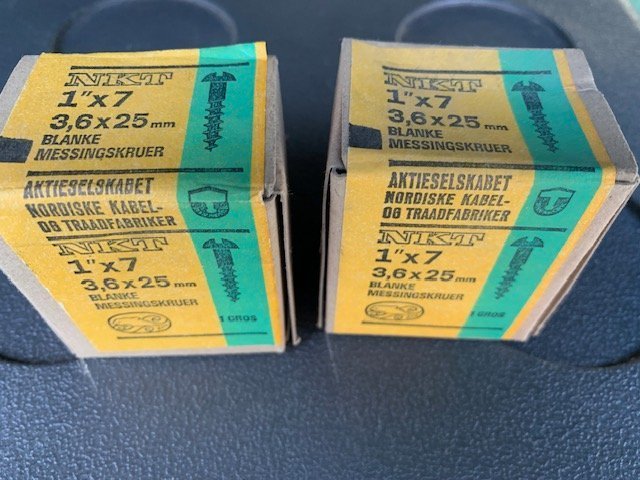 NKT
1"x7
3,6x25mm
BLANKE
MESSINGSKRUER
AKTIESELSKABET
NORDISKE KABEL-
OG TRAADFABRIKER
NKT
1"x7
3,6x25mm
BLANKE
MESSINGSKRUER
1 GROS
NKT
1"x7
3,6x25mm
BLANKE
MESSINGSKRUER
AKTIESELSKABET
NORDISKE KABEL-
OG TRAADFABRIKER
NKT
1"x7
3,6x25mm
BLANKE
MESSINGSKRUER
1 GROS